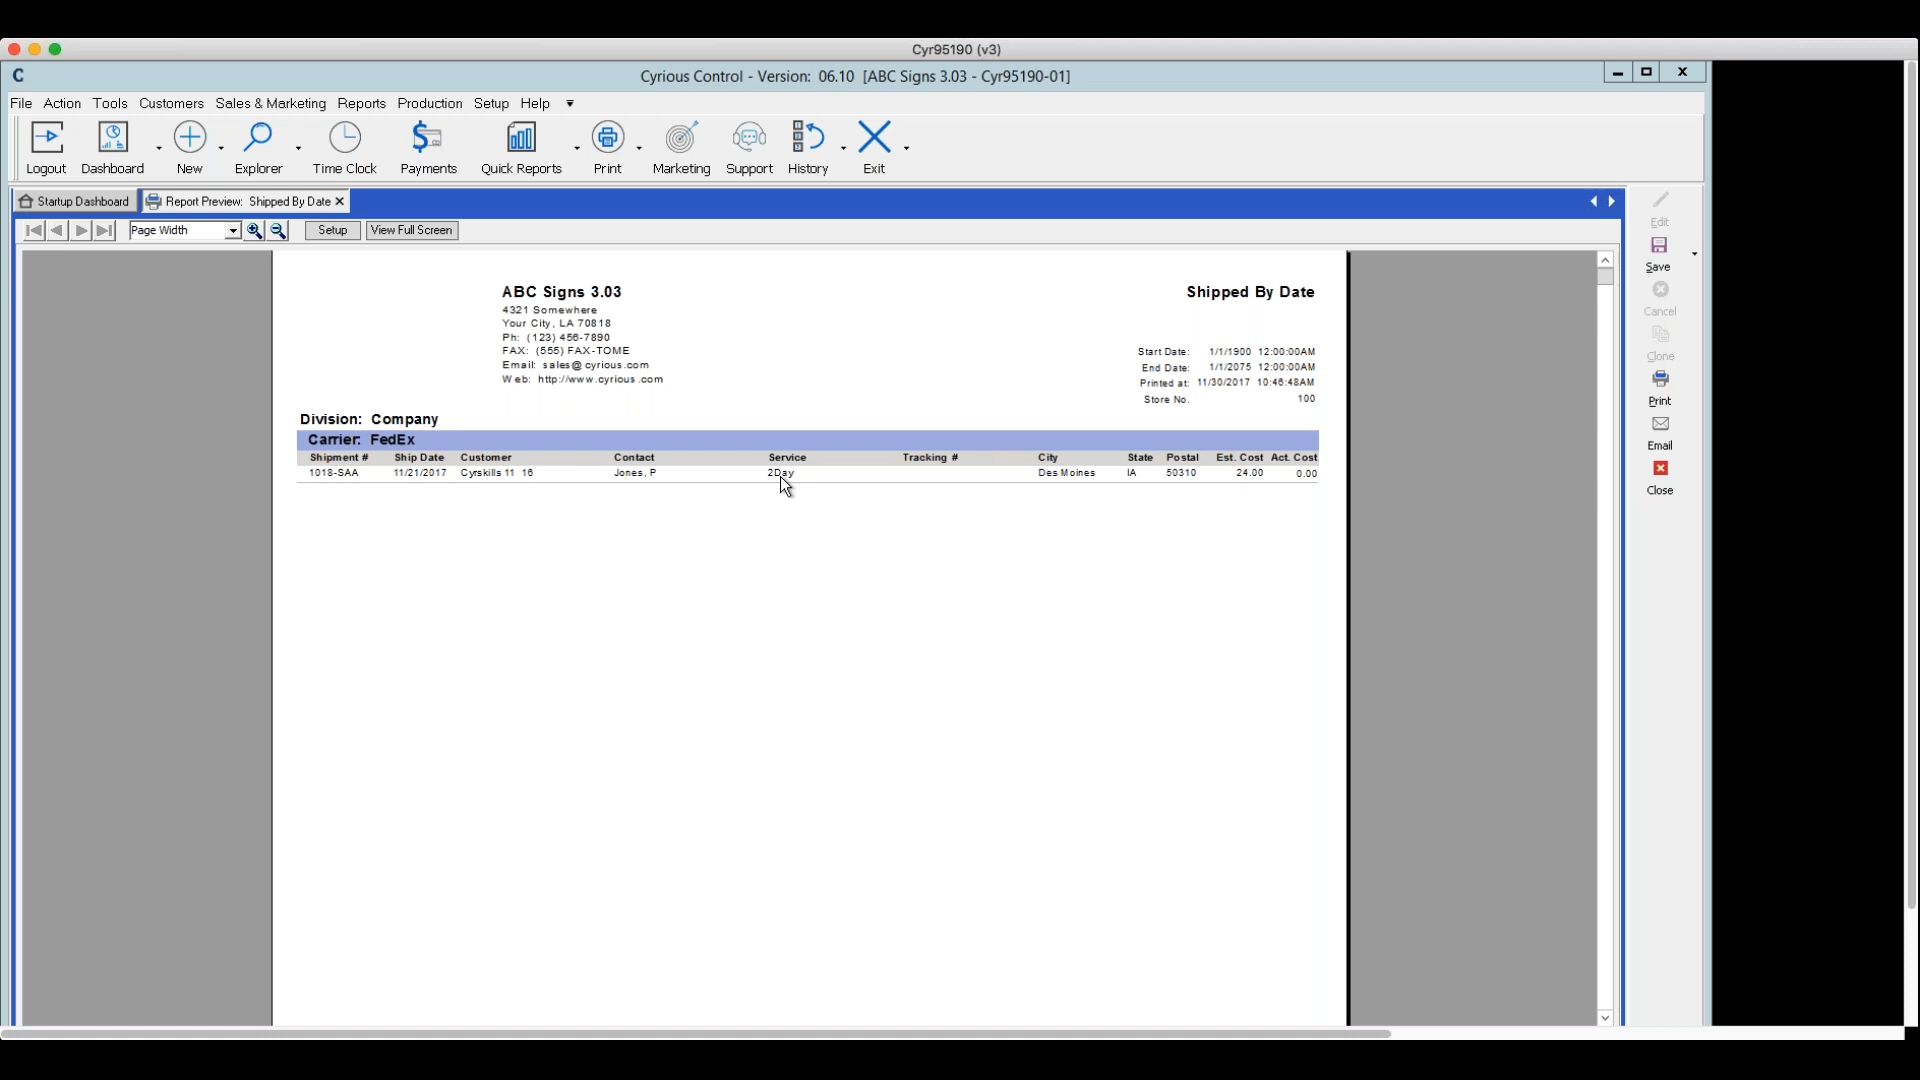 Cyr95190 (v3)
C Cyrious Control - Version: 06.10 [ABC Signs 3.03 - Cyr95190-01]
File Action Tools Customers Sales & Marketing Reports Production Setup Help
Logout Dashboard New Explorer Time Clock Payments Quick Reports Print Marketing Support History Exit
Startup Dashboard Report Preview: Shipped By Date
Page Width Setup View Full Screen
Edit
Save
Cancel
Clone
Print
Email
Close
ABC Signs 3.03
4321 Somewhere
Your City, LA 70818
Ph: (123) 456-7890
FAX: (555) FAX-TOME
Email: sales@cyrious.com
Web: http://www.cyrious.com
Shipped By Date
Start Date: 1/1/1900 12:00:00AM
End Date: 1/1/2075 12:00:00AM
Printed at: 11/30/2017 10:46:48AM
Store No. 100
Division: Company
Carrier: FedEx
Shipment # Ship Date Customer Contact Service Tracking # City State Postal Est. Cost Act. Cost
1018-SAA 11/21/2017 Cyrskills 11 16 Jones, P 2Day Des Moines IA 50310 24.00 0.00